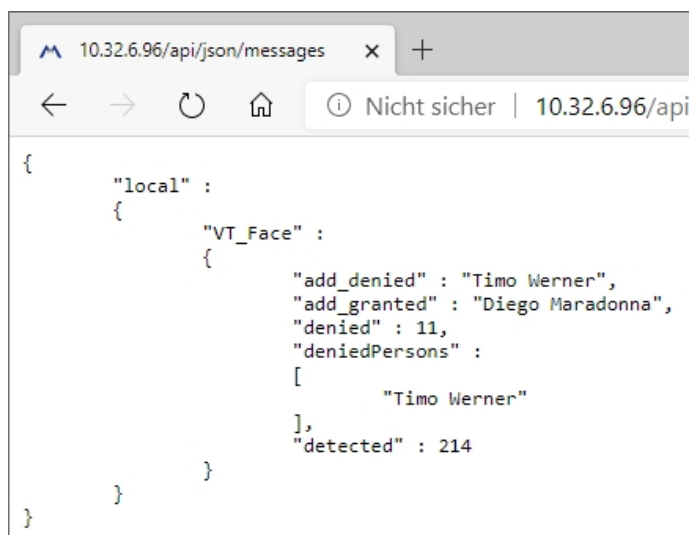 10.32.6.96/api/json/messages
Nicht sicher | 10.32.6.96/api
{
"local" :
{
"VT_Face" :
{
"add_denied" : "Timo Werner",
"add_granted" : "Diego Maradonna",
"denied" : 11,
"deniedPersons" :
[
"Timo Werner"
],
"detected" : 214
}
}
}